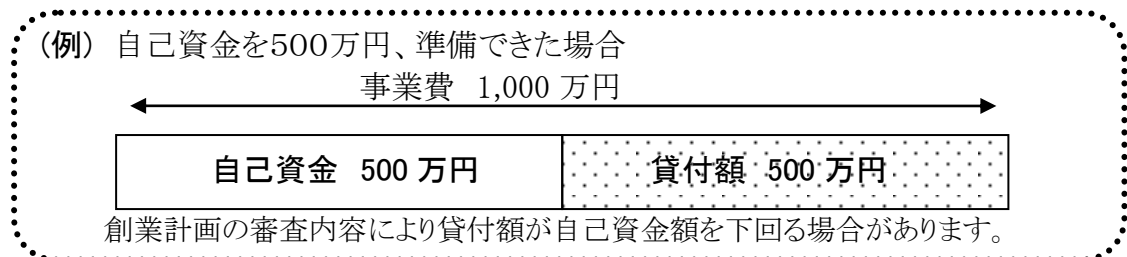 (例) 自己資金を500万円、準備できた場合
事業費 1,000 万円
自己資金 500 万円
貸付額 500 万円
創業計画の審査内容により貸付額が自己資金額を下回る場合があります。